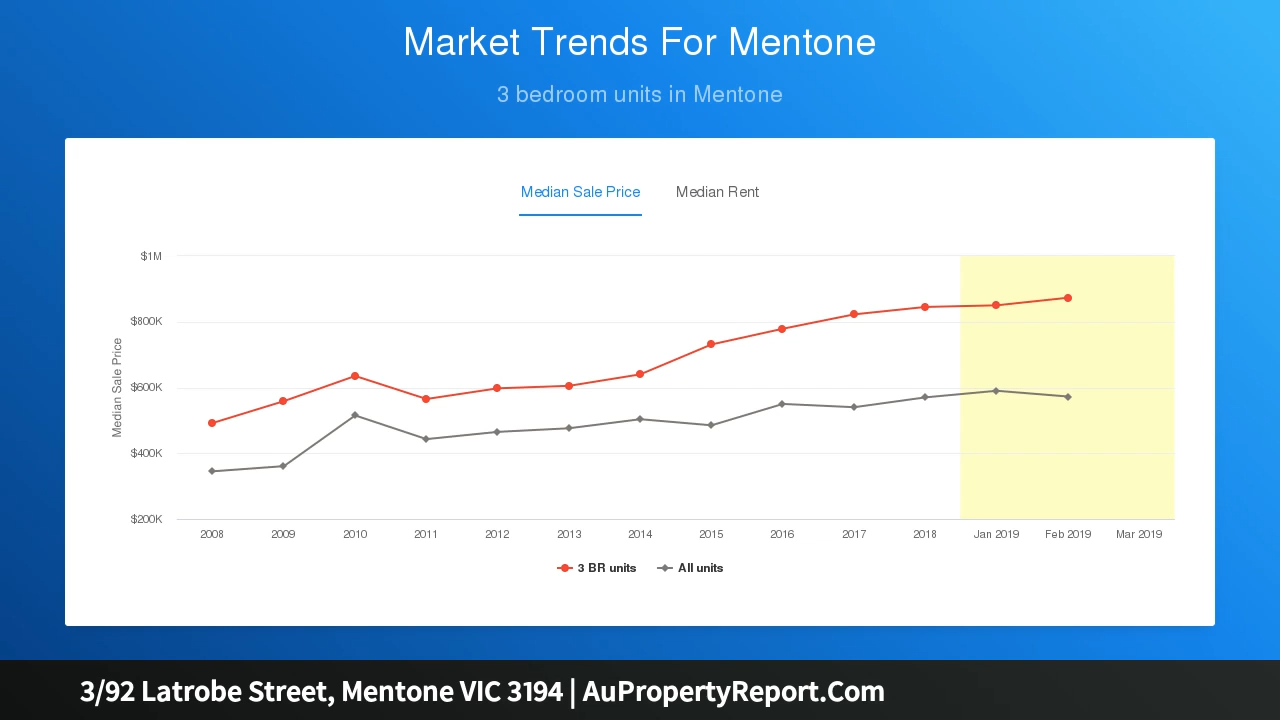 Market Trends For Mentone
3 bedroom units in Mentone
Median Sale Price Median Rent
$1M
$800K
$600K
$400K
$200K
Median Sale Price
2008 2009 2010 2011 2012 2013 2014 2015 2016 2017 2018 Jan 2019 Feb 2019 Mar 2019
3 BR units All units
3/92 Latrobe Street, Mentone VIC 3194 | AuPropertyReport.Com